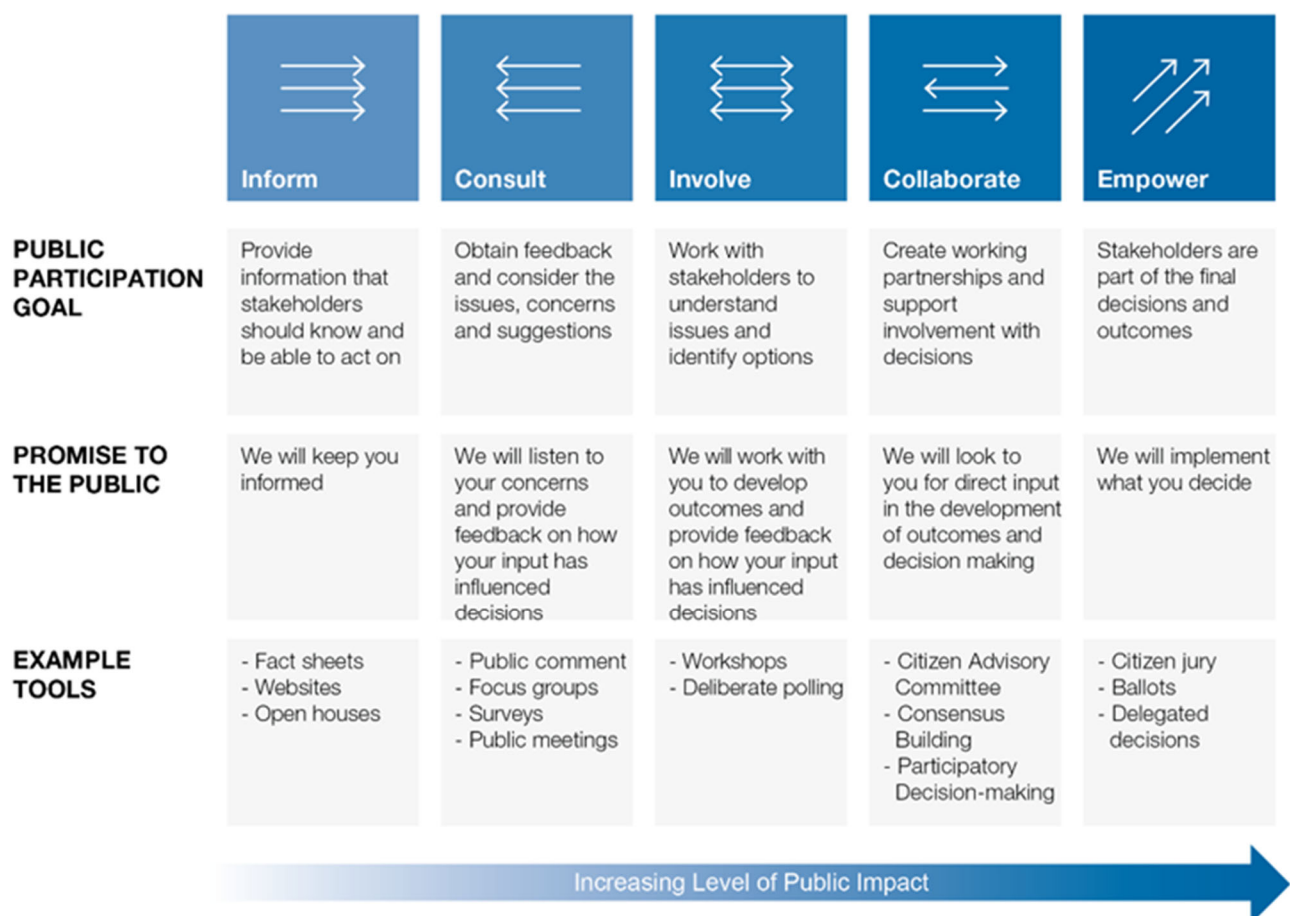 Inform
Consult
Involve
Collaborate
Empower
PUBLIC
PARTICIPATION
GOAL
Provide
information that
stakeholders
should know and
be able to act on
Obtain feedback
and consider the
issues, concerns
and suggestions
Work with
stakeholders to
understand
issues and
identify options
Create working
partnerships and
support
involvement with
decisions
Stakeholders are
part of the final
decisions and
outcomes
PROMISE TO
THE PUBLIC
We will keep you
informed
We will listen to
your concerns
and provide
feedback on how
your input has
influenced
decisions
We will work with
you to develop
outcomes and
provide feedback
on how your input
has influenced
decisions
We will look to
you for direct input
in the development
of outcomes and
decision making
We will implement
what you decide
EXAMPLE
TOOLS
- Fact sheets
- Websites
- Open houses
- Public comment
- Focus groups
- Surveys
- Public meetings
- Workshops
- Deliberate polling
- Citizen Advisory
Committee
- Consensus
Building
- Participatory
Decision-making
- Citizen jury
- Ballots
- Delegated
decisions
Increasing Level of Public Impact